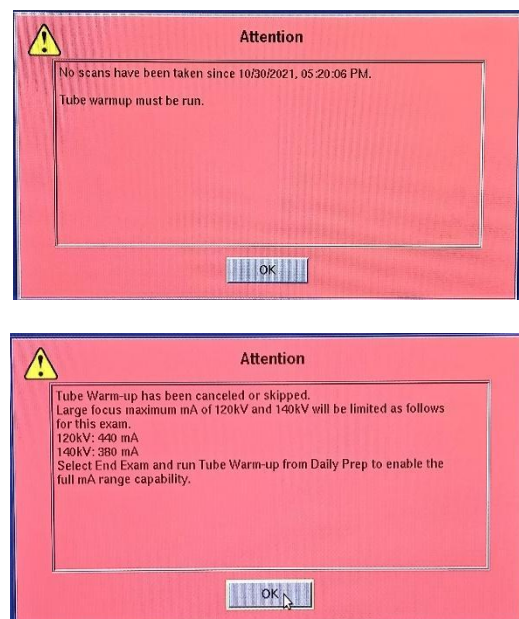 Attention
No scans have been taken since 10/30/2021, 05:20:06 PM.
Tube warmup must be run.
OK
Attention
Tube Warm-up has been canceled or skipped.
Large focus maximum mA of 120kV and 140kV will be limited as follows
for this exam.
120kV: 440 mA
140kV: 380 mA
Select End Exam and run Tube Warm-up from Daily Prep to enable the
full mA range capability.
OK